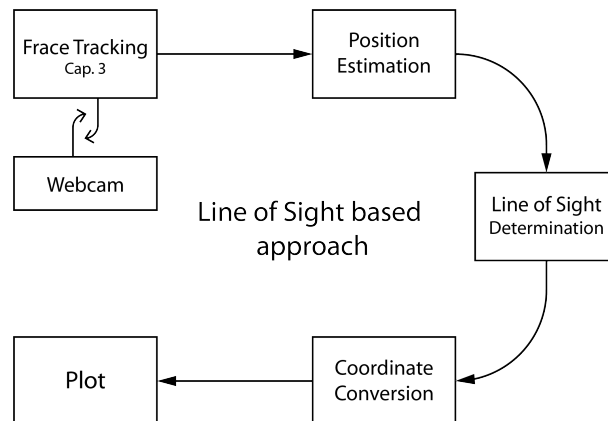 Frace Tracking
Cap. 3
Position
Estimation
Webcam
Line of Sight
Determination
Line of Sight based
approach
Plot
Coordinate
Conversion